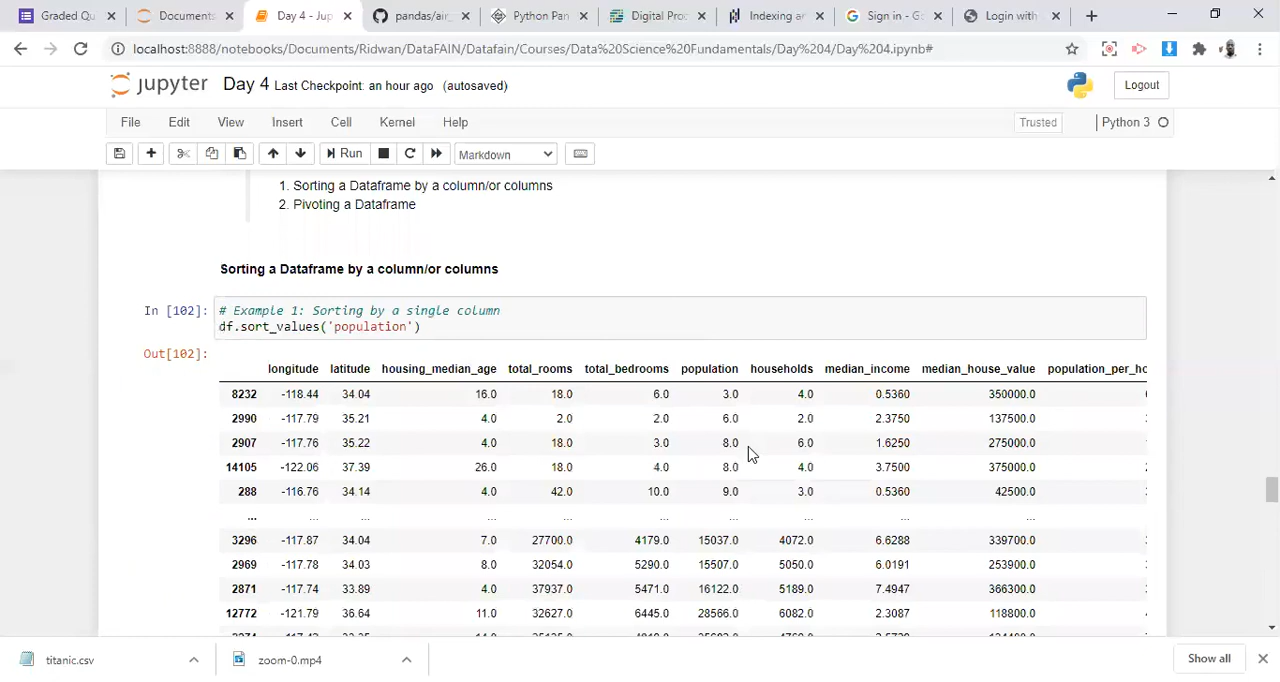 Graded Qu
Documents
Day 4 - Jup
pandas/air
Python Pan
Digital Pros
Indexing an
Sign in - G
Login with
localhost:8888/notebooks/Documents/Ridwan/DataFAIN/Datafain/Courses/Data%20Science%20Fundamentals/Day%204/Day%204.ipynb#
jupyter Day 4 Last Checkpoint: an hour ago (autosaved)
Logout
File Edit View Insert Cell Kernel Help
Trusted
Python 3
Run
Markdown
1. Sorting a Dataframe by a column/or columns
2. Pivoting a Dataframe
Sorting a Dataframe by a column/or columns
In [102]: # Example 1: Sorting by a single column
df.sort_values('population')
Out[102]:
longitude latitude housing_median_age total_rooms total_bedrooms population households median_income median_house_value population_per_ho
8232 -118.44 34.04 16.0 18.0 6.0 3.0 4.0 0.5360 350000.0
2990 -117.79 35.21 4.0 2.0 2.0 6.0 2.0 2.3750 137500.0
2907 -117.76 35.22 4.0 18.0 3.0 8.0 6.0 1.6250 275000.0
14105 -122.06 37.39 26.0 18.0 4.0 8.0 4.0 3.7500 375000.0
288 -116.76 34.14 4.0 42.0 10.0 9.0 3.0 0.5360 42500.0
... ... ... ... ... ... ... ... ... ...
3296 -117.87 34.04 7.0 27700.0 4179.0 15037.0 4072.0 6.6288 339700.0
2969 -117.78 34.03 8.0 32054.0 5290.0 15507.0 5050.0 6.0191 253900.0
2871 -117.74 33.89 4.0 37937.0 5471.0 16122.0 5189.0 7.4947 366300.0
12772 -121.79 36.64 11.0 32627.0 6445.0 28566.0 6082.0 2.3087 118800.0
titanic.csv
zoom-0.mp4
Show all